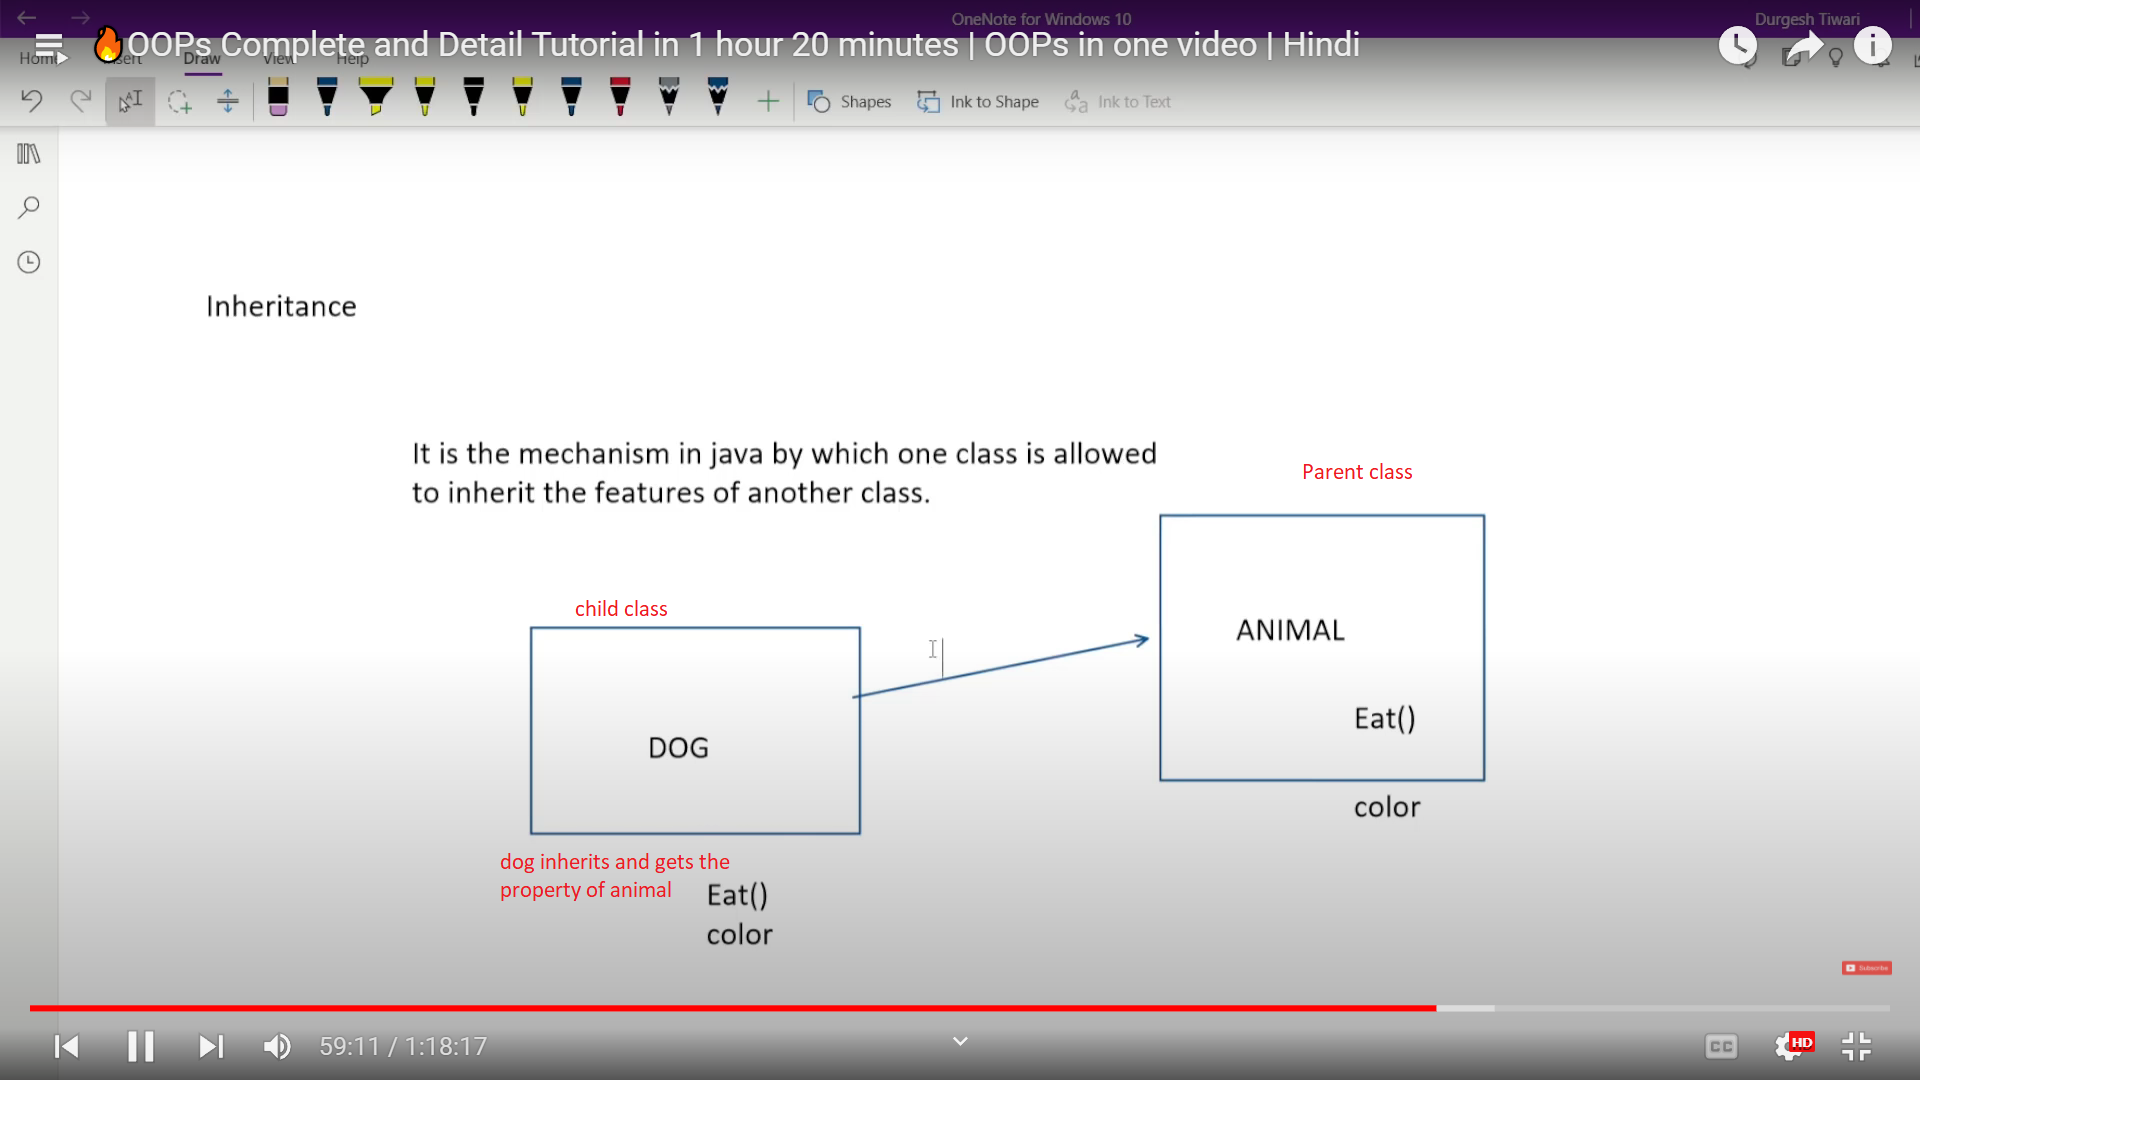 OneNote for Windows 10
Durgesh Tiwari
🔥OOPs Complete and Detail Tutorial in 1 hour 20 minutes | OOPs in one video | Hindi
Draw View Help
Shapes Ink to Shape Ink to Text
Inheritance
It is the mechanism in java by which one class is allowed
to inherit the features of another class.
Parent class
child class
ANIMAL
Eat()
DOG
color
dog inherits and gets the
property of animal
Eat()
color
Subscribe
59:11 / 1:18:17
CC
HD